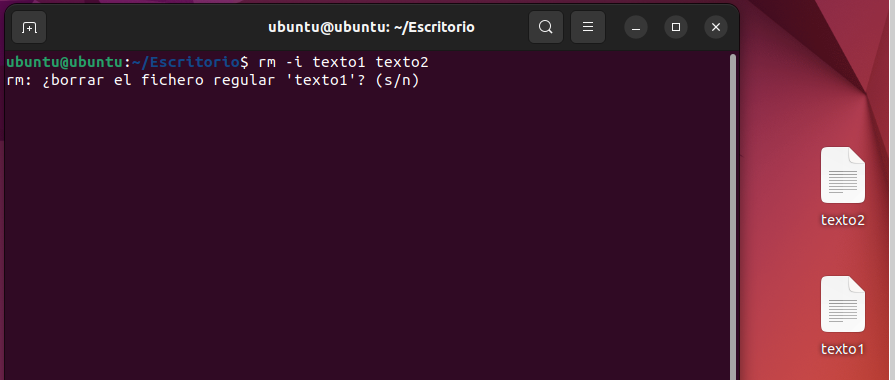 ubuntu@ubuntu: ~/Escritorio
ubuntu@ubuntu:~/Escritorio$ rm -i texto1 texto2
rm: ¿borrar el fichero regular 'texto1'? (s/n)
texto2
texto1